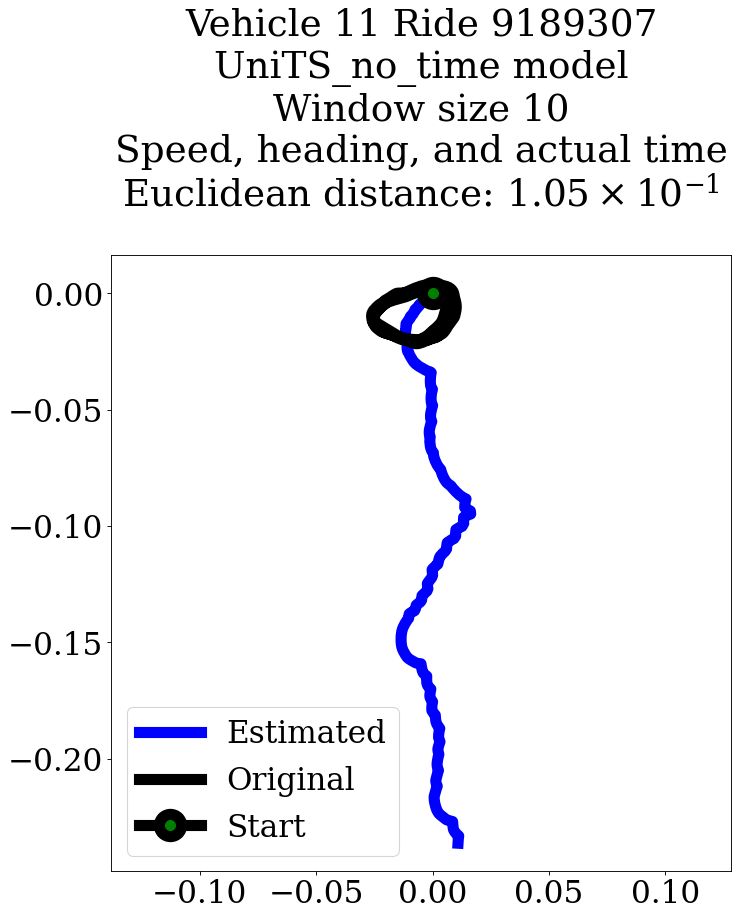 Vehicle 11 Ride 9189307
UniTS_no_time model
Window size 10
Speed, heading, and actual time
Euclidean distance: 1.05 × 10⁻¹
0.00
−0.05
−0.10
−0.15
−0.20
Estimated
Original
Start
−0.10 −0.05 0.00 0.05 0.10